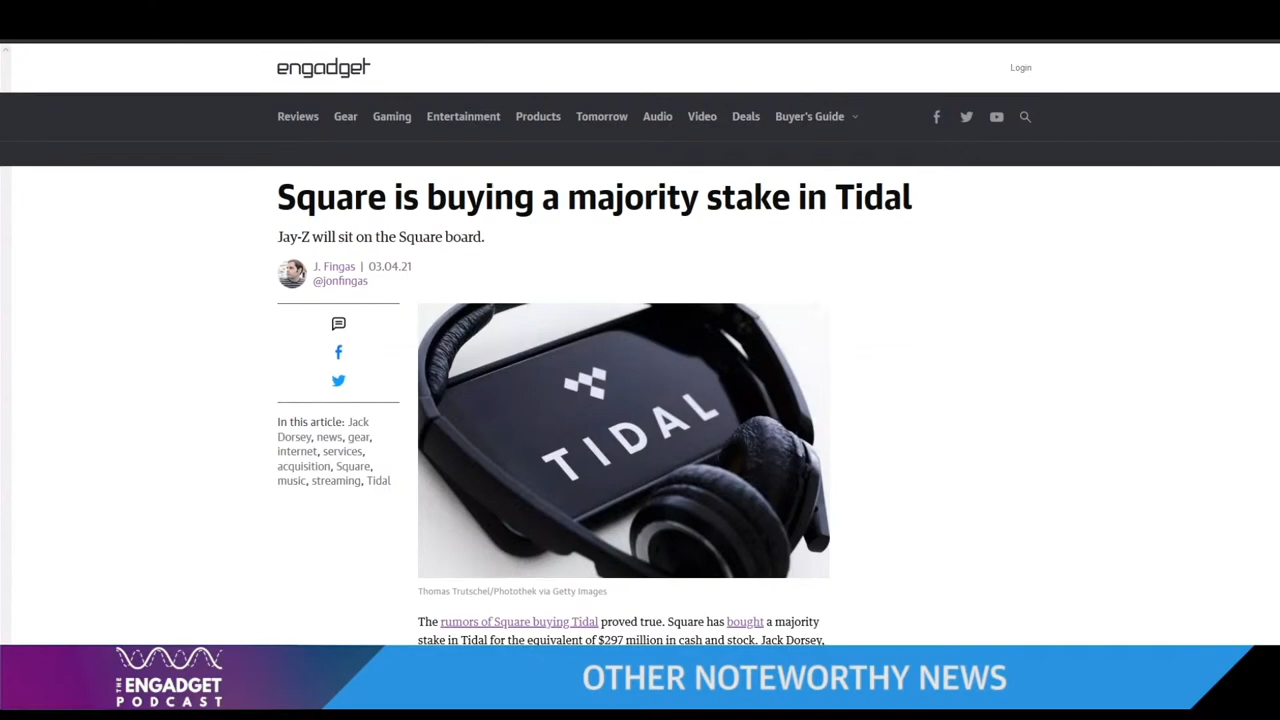 engadget
Login
Reviews Gear Gaming Entertainment Products Tomorrow Audio Video Deals Buyer's Guide
Square is buying a majority stake in Tidal
Jay-Z will sit on the Square board.
J. Fingas | 03.04.21
@jonfingas
In this article: Jack
Dorsey, news, gear,
internet, services,
acquisition, Square,
music, streaming, Tidal
TIDAL
Thomas Trutschel/Photothek via Getty Images
The rumors of Square buying Tidal proved true. Square has bought a majority
stake in Tidal for the equivalent of $297 million in cash and stock. Jack Dorsey,
THE
ENGADGET
PODCAST
OTHER NOTEWORTHY NEWS